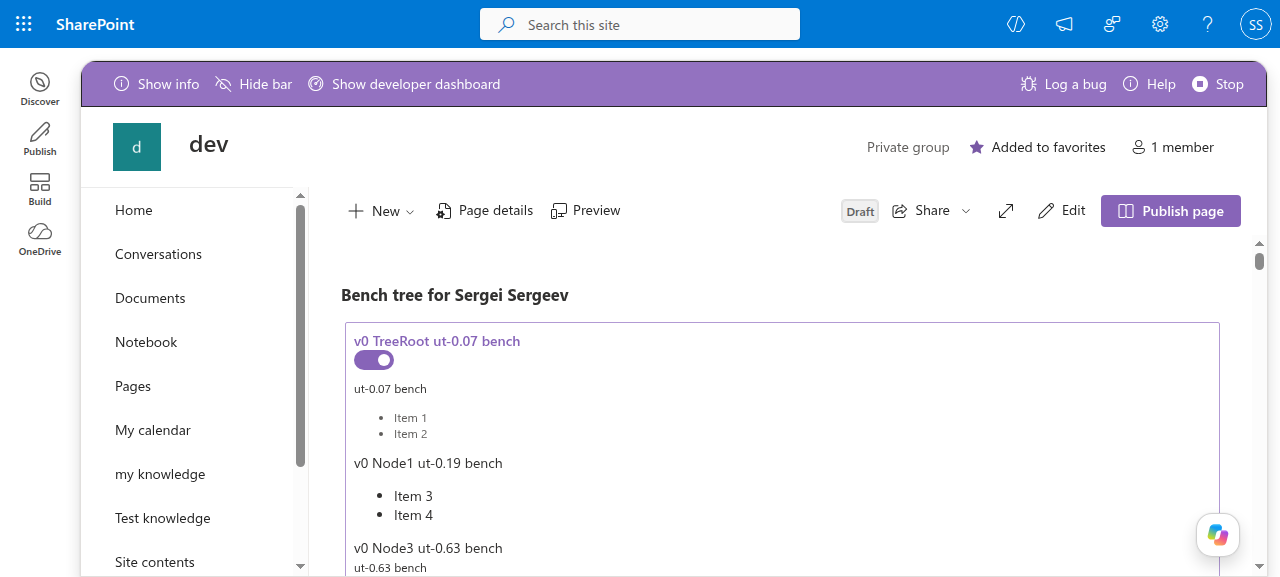 SharePoint
Search this site
SS
Discover
Publish
Build
OneDrive
Show info
Hide bar
Show developer dashboard
Log a bug
Help
Stop
d
dev
Private group
Added to favorites
1 member
Home
Conversations
Documents
Notebook
Pages
My calendar
my knowledge
Test knowledge
Site contents
New
Page details
Preview
Draft
Share
Edit
Publish page
Bench tree for Sergei Sergeev
v0 TreeRoot ut-0.07 bench
ut-0.07 bench
Item 1
Item 2
v0 Node1 ut-0.19 bench
Item 3
Item 4
v0 Node3 ut-0.63 bench
ut-0.63 bench